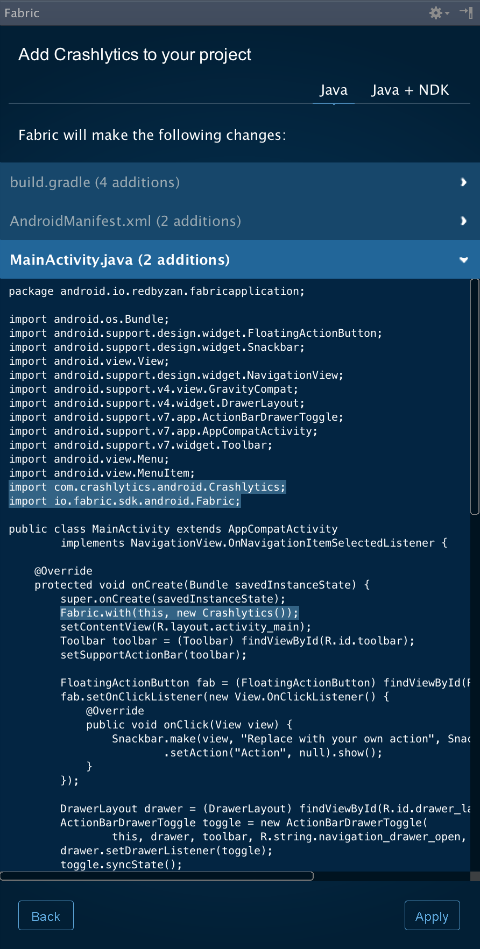 Fabric
Add Crashlytics to your project
Java Java + NDK
Fabric will make the following changes:
build.gradle (4 additions)
AndroidManifest.xml (2 additions)
MainActivity.java (2 additions)
package android.io.redbyzan.fabricapplication;
import android.os.Bundle;
import android.support.design.widget.FloatingActionButton;
import android.support.design.widget.Snackbar;
import android.view.View;
import android.support.design.widget.NavigationView;
import android.support.v4.view.GravityCompat;
import android.support.v4.widget.DrawerLayout;
import android.support.v7.app.ActionBarDrawerToggle;
import android.support.v7.app.AppCompatActivity;
import android.support.v7.widget.Toolbar;
import android.view.Menu;
import android.view.MenuItem;
import com.crashlytics.android.Crashlytics;
import io.fabric.sdk.android.Fabric;
public class MainActivity extends AppCompatActivity
implements NavigationView.OnNavigationItemSelectedListener {
@Override
protected void onCreate(Bundle savedInstanceState) {
super.onCreate(savedInstanceState);
Fabric.with(this, new Crashlytics());
setContentView(R.layout.activity_main);
Toolbar toolbar = (Toolbar) findViewById(R.id.toolbar);
setSupportActionBar(toolbar);
FloatingActionButton fab = (FloatingActionButton) findViewById(
fab.setOnClickListener(new View.OnClickListener() {
@Override
public void onClick(View view) {
Snackbar.make(view, "Replace with your own action", Snac
.setAction("Action", null).show();
}
});
DrawerLayout drawer = (DrawerLayout) findViewById(R.id.drawer_la
ActionBarDrawerToggle toggle = new ActionBarDrawerToggle(
this, drawer, toolbar, R.string.navigation_drawer_open,
drawer.setDrawerListener(toggle);
toggle.syncState();
Back Apply